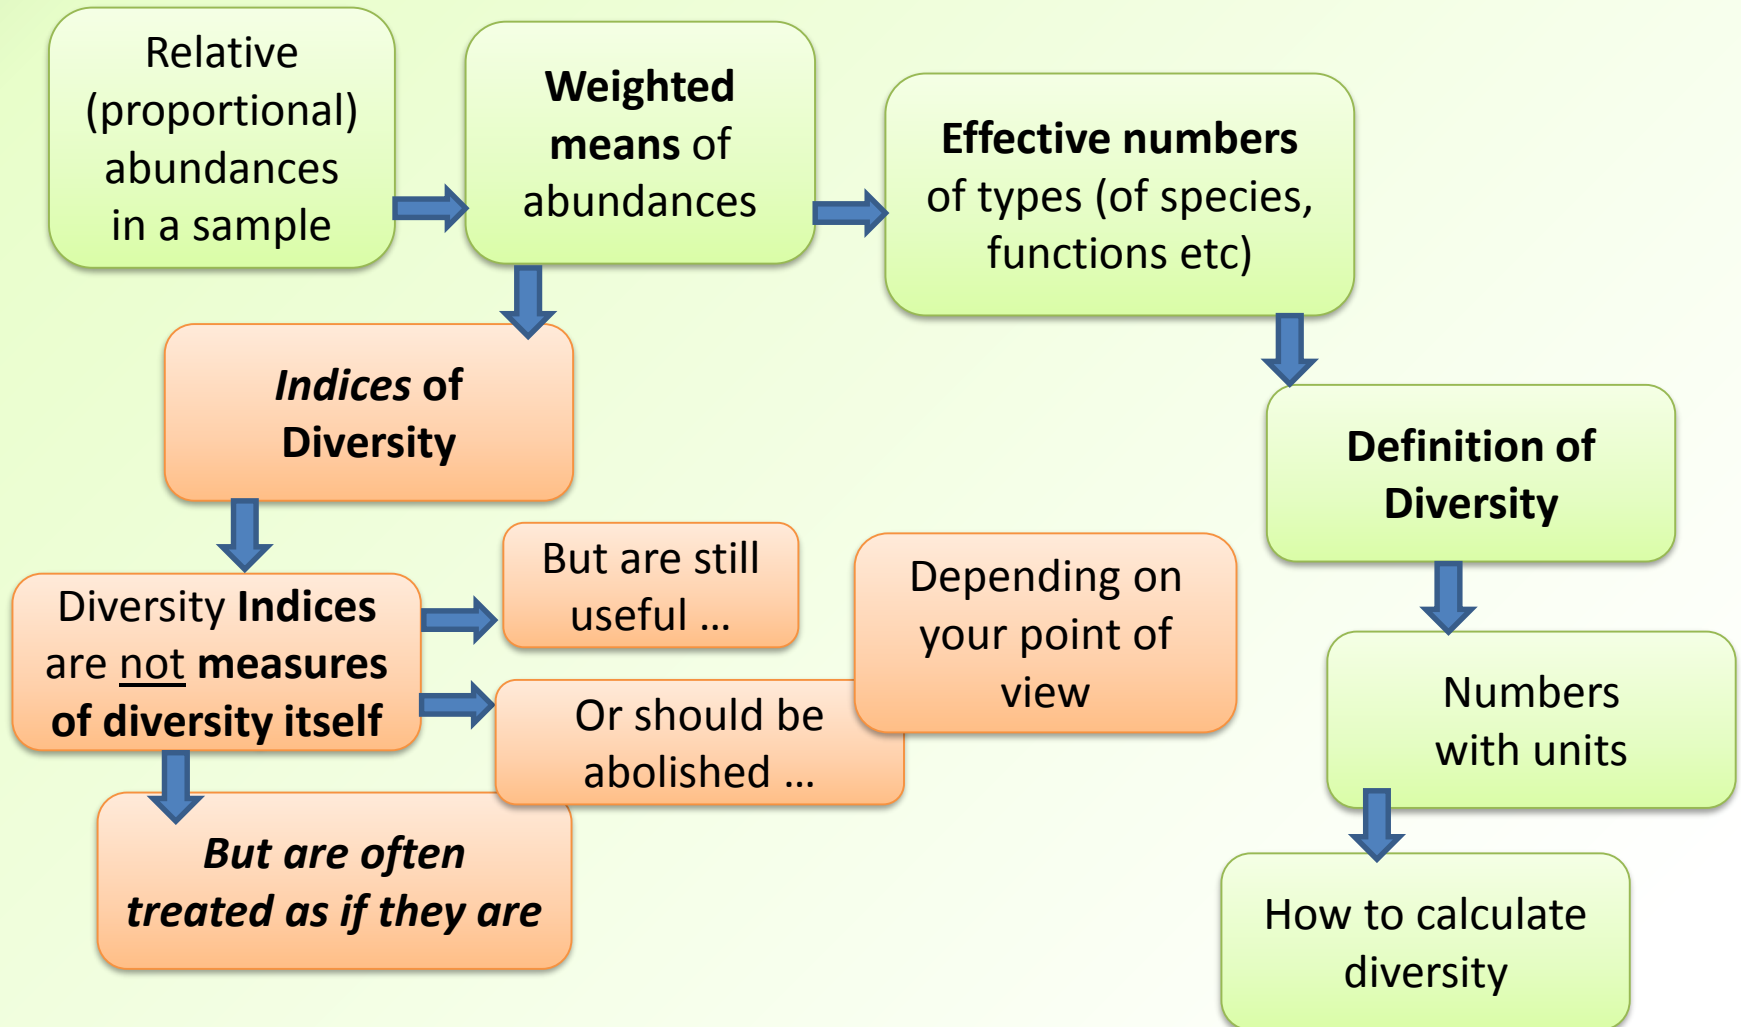 Relative
(proportional)
abundances
in a sample
Weighted
means of
abundances
Effective numbers
of types (of species,
functions etc)
Indices of
Diversity
Definition of
Diversity
Diversity Indices
are not measures
of diversity itself
But are still
useful ...
Or should be
abolished ...
Depending on
your point of
view
But are often
treated as if they are
Numbers
with units
How to calculate
diversity